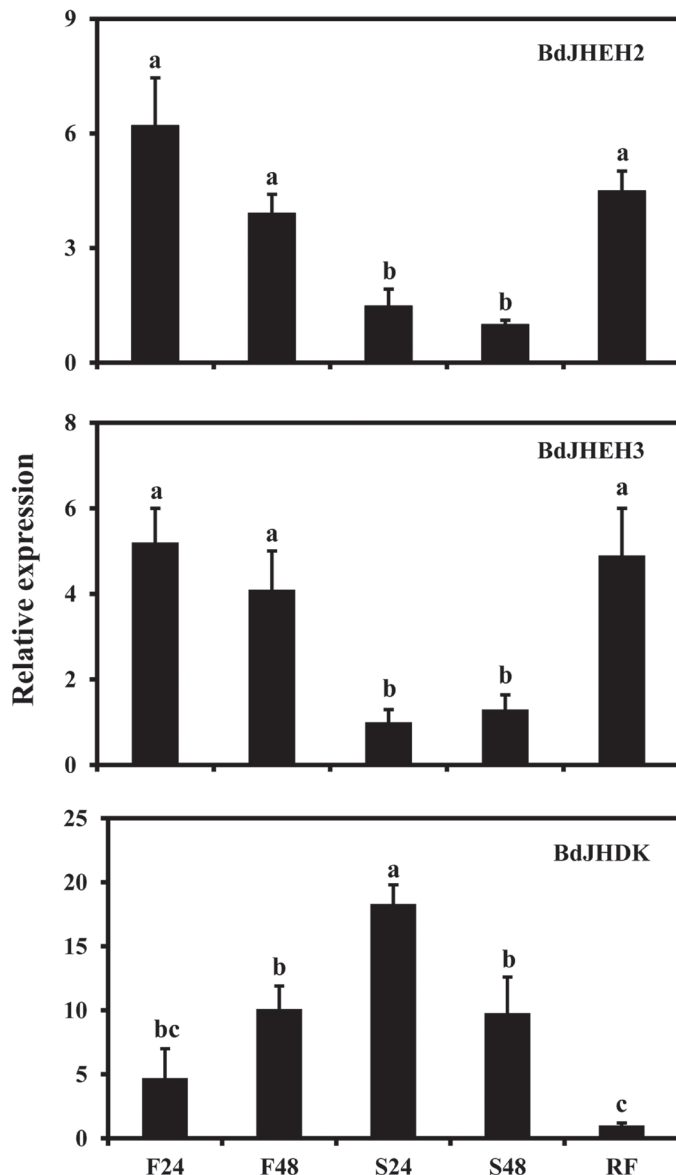 9
BdJHEH2
a
6
a
a
3
b
b
0
8
BdJHEH3
a
a
a
6
4
2
b
b
0
Relative expression
25
BdJHDK
a
20
15
b
b
10
bc
5
c
0
F24 F48 S24 S48 RF